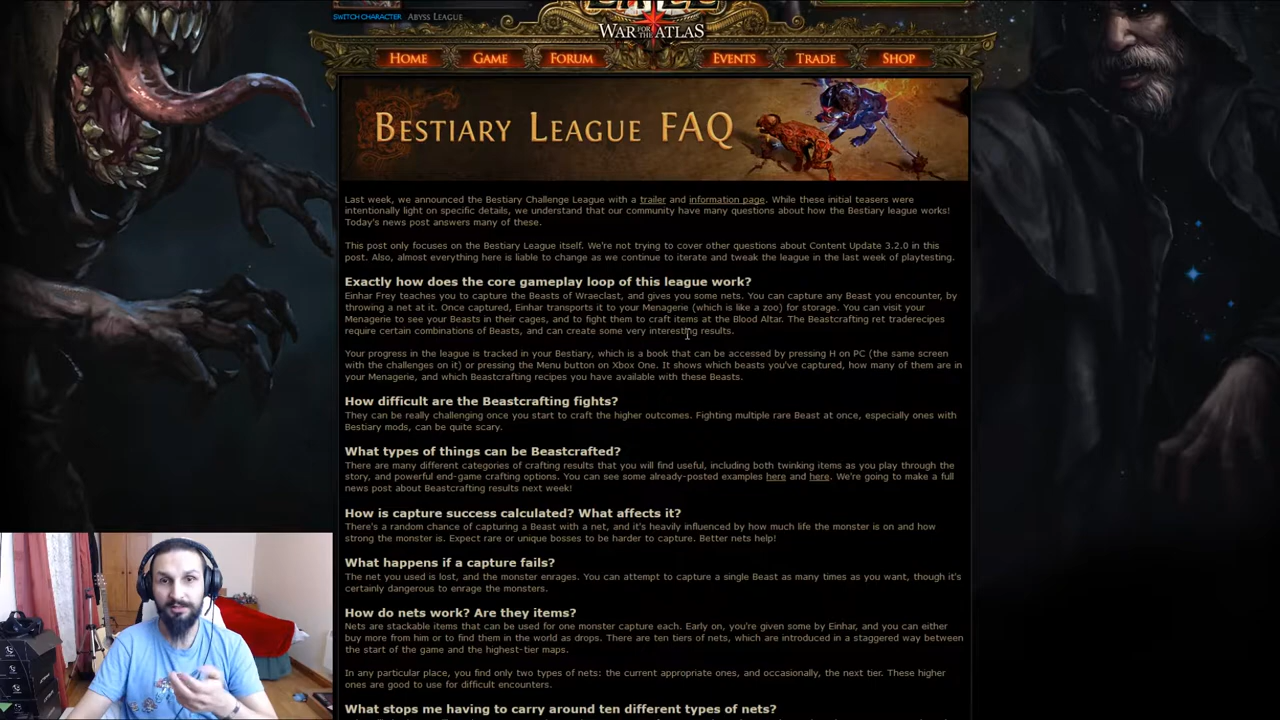 SWITCH CHARACTER ABYSS LEAGUE
WAR FOR THE ATLAS
HOME GAME FORUM EVENTS TRADE SHOP
BESTIARY LEAGUE FAQ
Last week, we announced the Bestiary Challenge League with a trailer and information page. While these initial teasers were
intentionally light on specific details, we understand that our community have many questions about how the Bestiary league works!
Today's news post answers many of these.
This post only focuses on the Bestiary League itself. We're not trying to cover other questions about Content Update 3.2.0 in this
post. Also, almost everything here is liable to change as we continue to iterate and tweak the league in the last week of playtesting.
Exactly how does the core gameplay loop of this league work?
Einhar Frey teaches you to capture the Beasts of Wraeclast, and gives you some nets. You can capture any Beast you encounter, by
throwing a net at it. Once captured, Einhar transports it to your Menagerie (which is like a zoo) for storage. You can visit your
Menagerie to see your Beasts in their cages, and to fight them to craft items at the Blood Altar. The Beastcrafting ret traderecipes
require certain combinations of Beasts, and can create some very interesting results.
Your progress in the league is tracked in your Bestiary, which is a book that can be accessed by pressing H on PC (the same screen
with the challenges on it) or pressing the Menu button on Xbox One. It shows which beasts you've captured, how many of them are in
your Menagerie, and which Beastcrafting recipes you have available with these Beasts.
How difficult are the Beastcrafting fights?
They can be really challenging once you start to craft the higher outcomes. Fighting multiple rare Beast at once, especially ones with
Bestiary mods, can be quite scary.
What types of things can be Beastcrafted?
There are many different categories of crafting results that you will find useful, including both twinking items as you play through the
story, and powerful end-game crafting options. You can see some already-posted examples here and here. We're going to make a full
news post about Beastcrafting results next week!
How is capture success calculated? What affects it?
There's a random chance of capturing a Beast with a net, and it's heavily influenced by how much life the monster is on and how
strong the monster is. Expect rare or unique bosses to be harder to capture. Better nets help!
What happens if a capture fails?
The net you used is lost, and the monster enrages. You can attempt to capture a single Beast as many times as you want, though it's
certainly dangerous to enrage the monsters.
How do nets work? Are they items?
Nets are stackable items that can be used for one monster capture each. Early on, you're given some by Einhar, and you can either
buy more from him or to find them in the world as drops. There are ten tiers of nets, which are introduced in a staggered way between
the start of the game and the highest-tier maps.
In any particular place, you find only two types of nets: the current appropriate ones, and occasionally, the next tier. These higher
ones are good to use for difficult encounters.
What stops me having to carry around ten different types of nets?